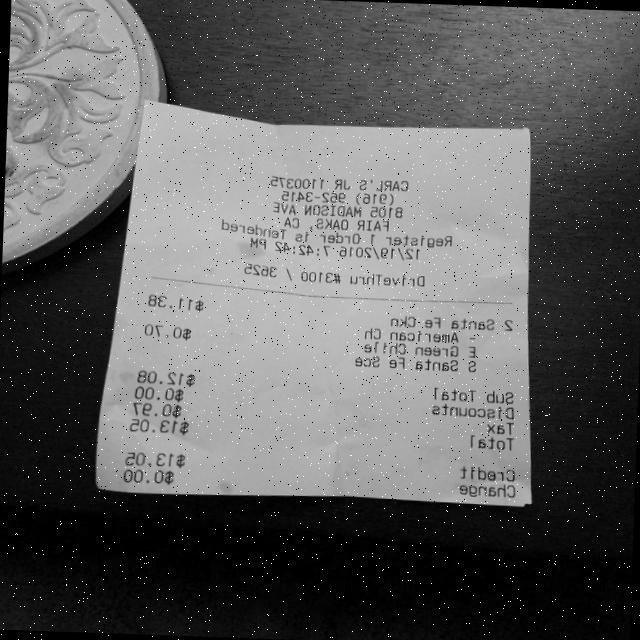 CARL'S JR 1100375
(916) 962-3415
8105 MADISON AVE
FAIR OAKS, CA
Register 1 Order is Tendered
12/19/2016 7:42:42 PM
DriveThru #3100 / 3625
2 Santa Fe Ckn $11.38
- American Ch
E Green Chile $0.70
S Santa Fe Sce
Sub Total $12.08
Discounts $0.00
Tax $0.97
Total $13.05
Credit $13.05
Change $0.00